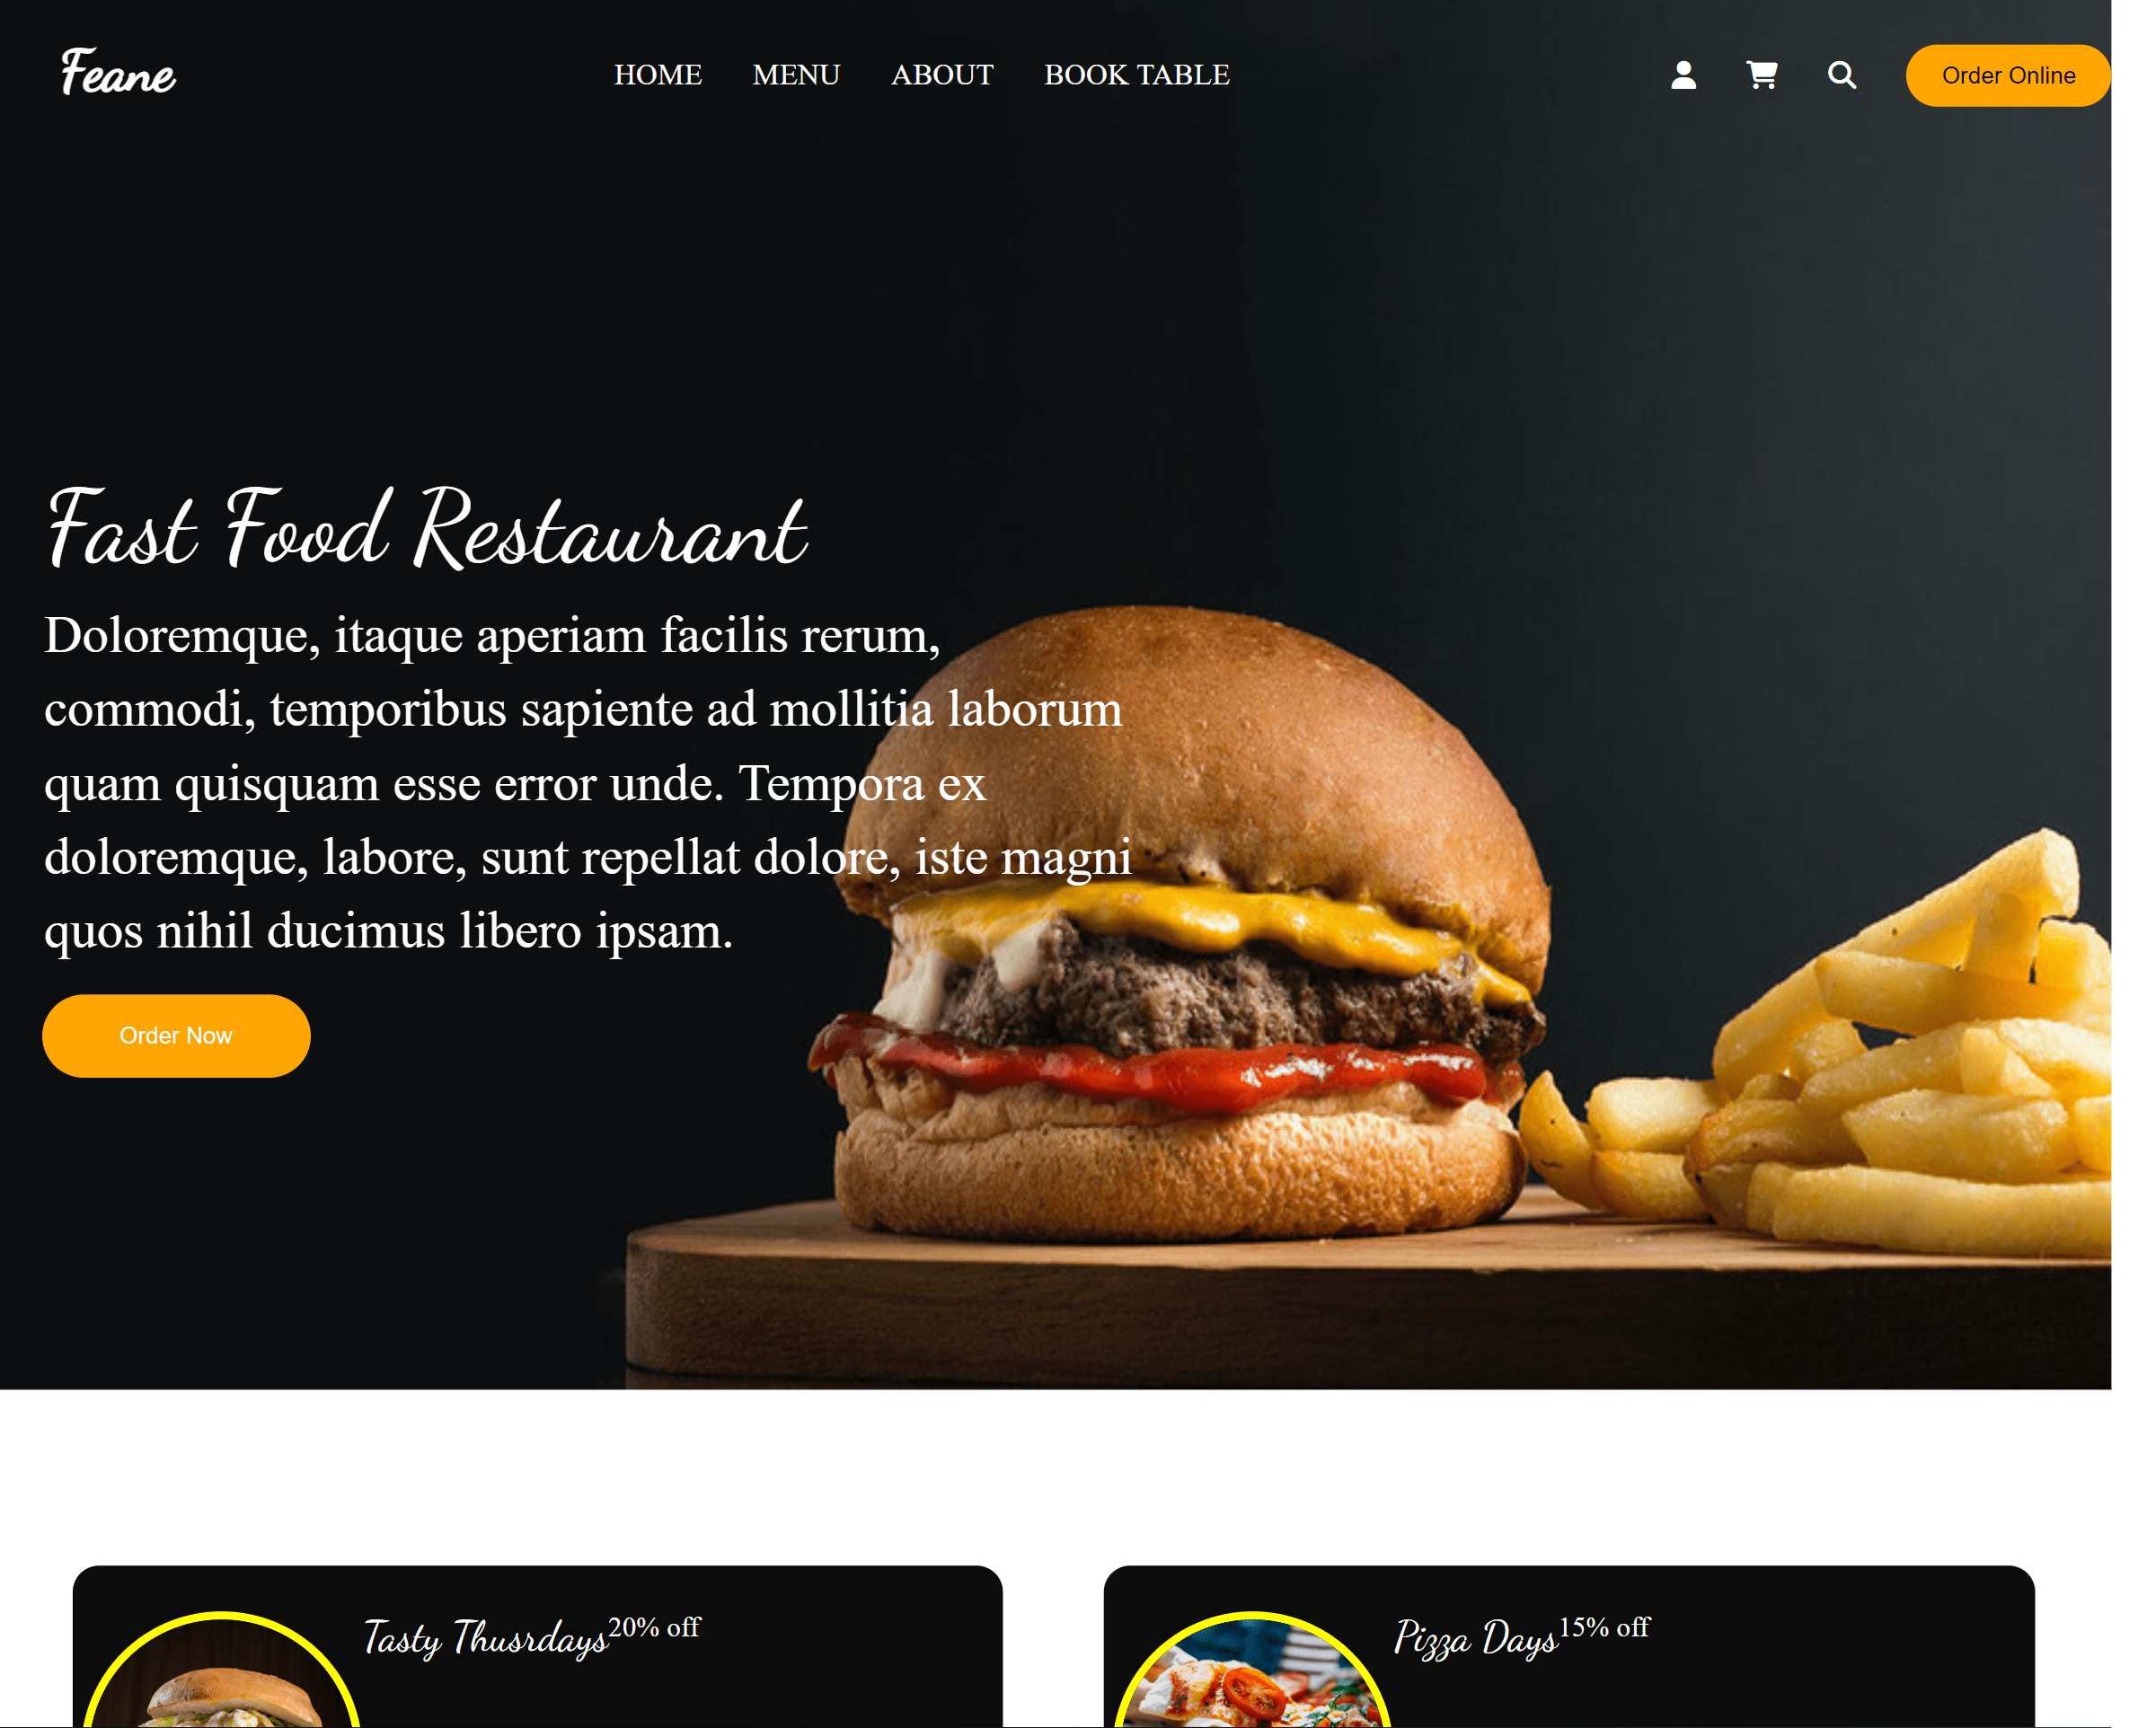 Feane
HOME MENU ABOUT BOOK TABLE
Order Online
Fast Food Restaurant
Doloremque, itaque aperiam facilis rerum,
commodi, temporibus sapiente ad mollitia laborum
quam quisquam esse error unde. Tempora ex
doloremque, labore, sunt repellat dolore, iste magni
quos nihil ducimus libero ipsam.
Order Now
Tasty Thusrdays 20% off
Pizza Days 15% off